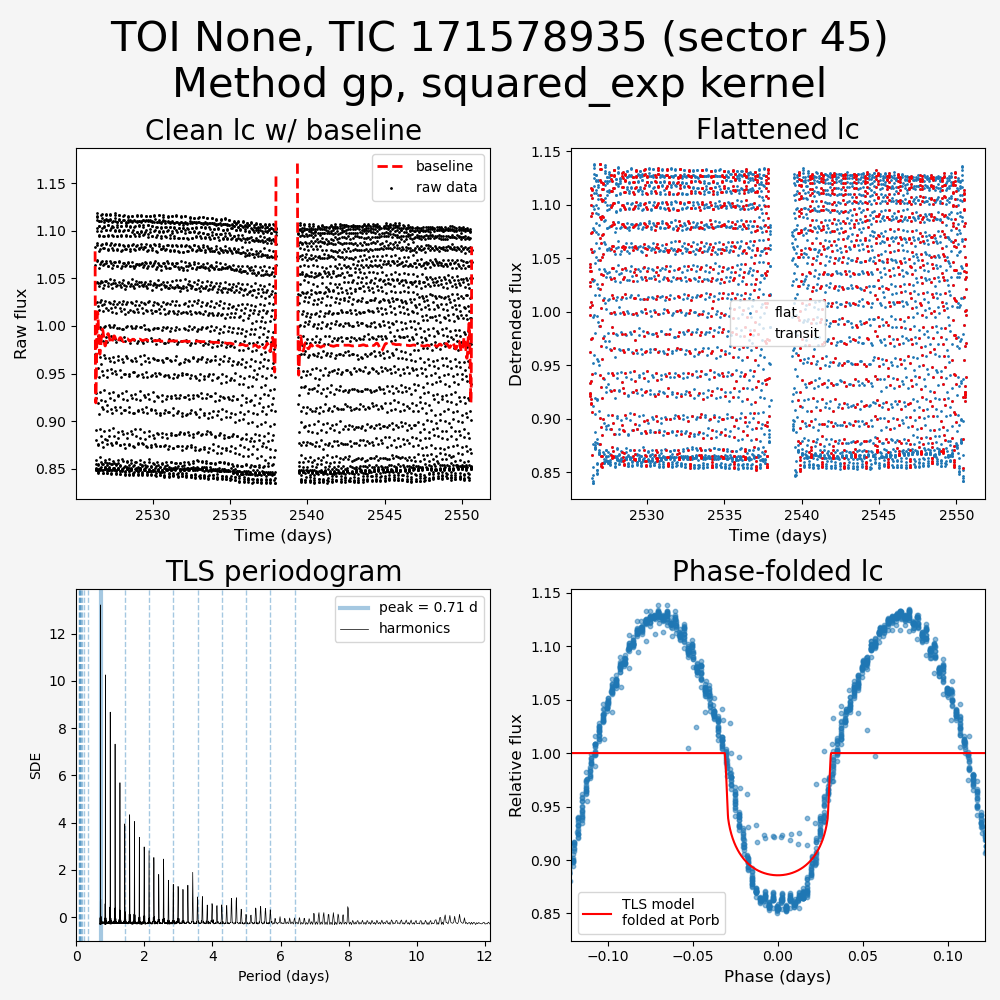 TOI None, TIC 171578935 (sector 45)
Method gp, squared_exp kernel
Clean lc w/ baseline
baseline
raw data
Raw flux
1.15
1.10
1.05
1.00
0.95
0.90
0.85
2530
2535
2540
2545
2550
Time (days)
Flattened lc
flat
transit
Detrended flux
1.15
1.10
1.05
1.00
0.95
0.90
0.85
2530
2535
2540
2545
2550
Time (days)
TLS periodogram
peak = 0.71 d
harmonics
SDE
12
10
8
6
4
2
0
0
2
4
6
8
10
12
Period (days)
Phase-folded lc
Relative flux
1.15
1.10
1.05
1.00
0.95
0.90
0.85
TLS model
folded at Porb
−0.10
−0.05
0.00
0.05
0.10
Phase (days)